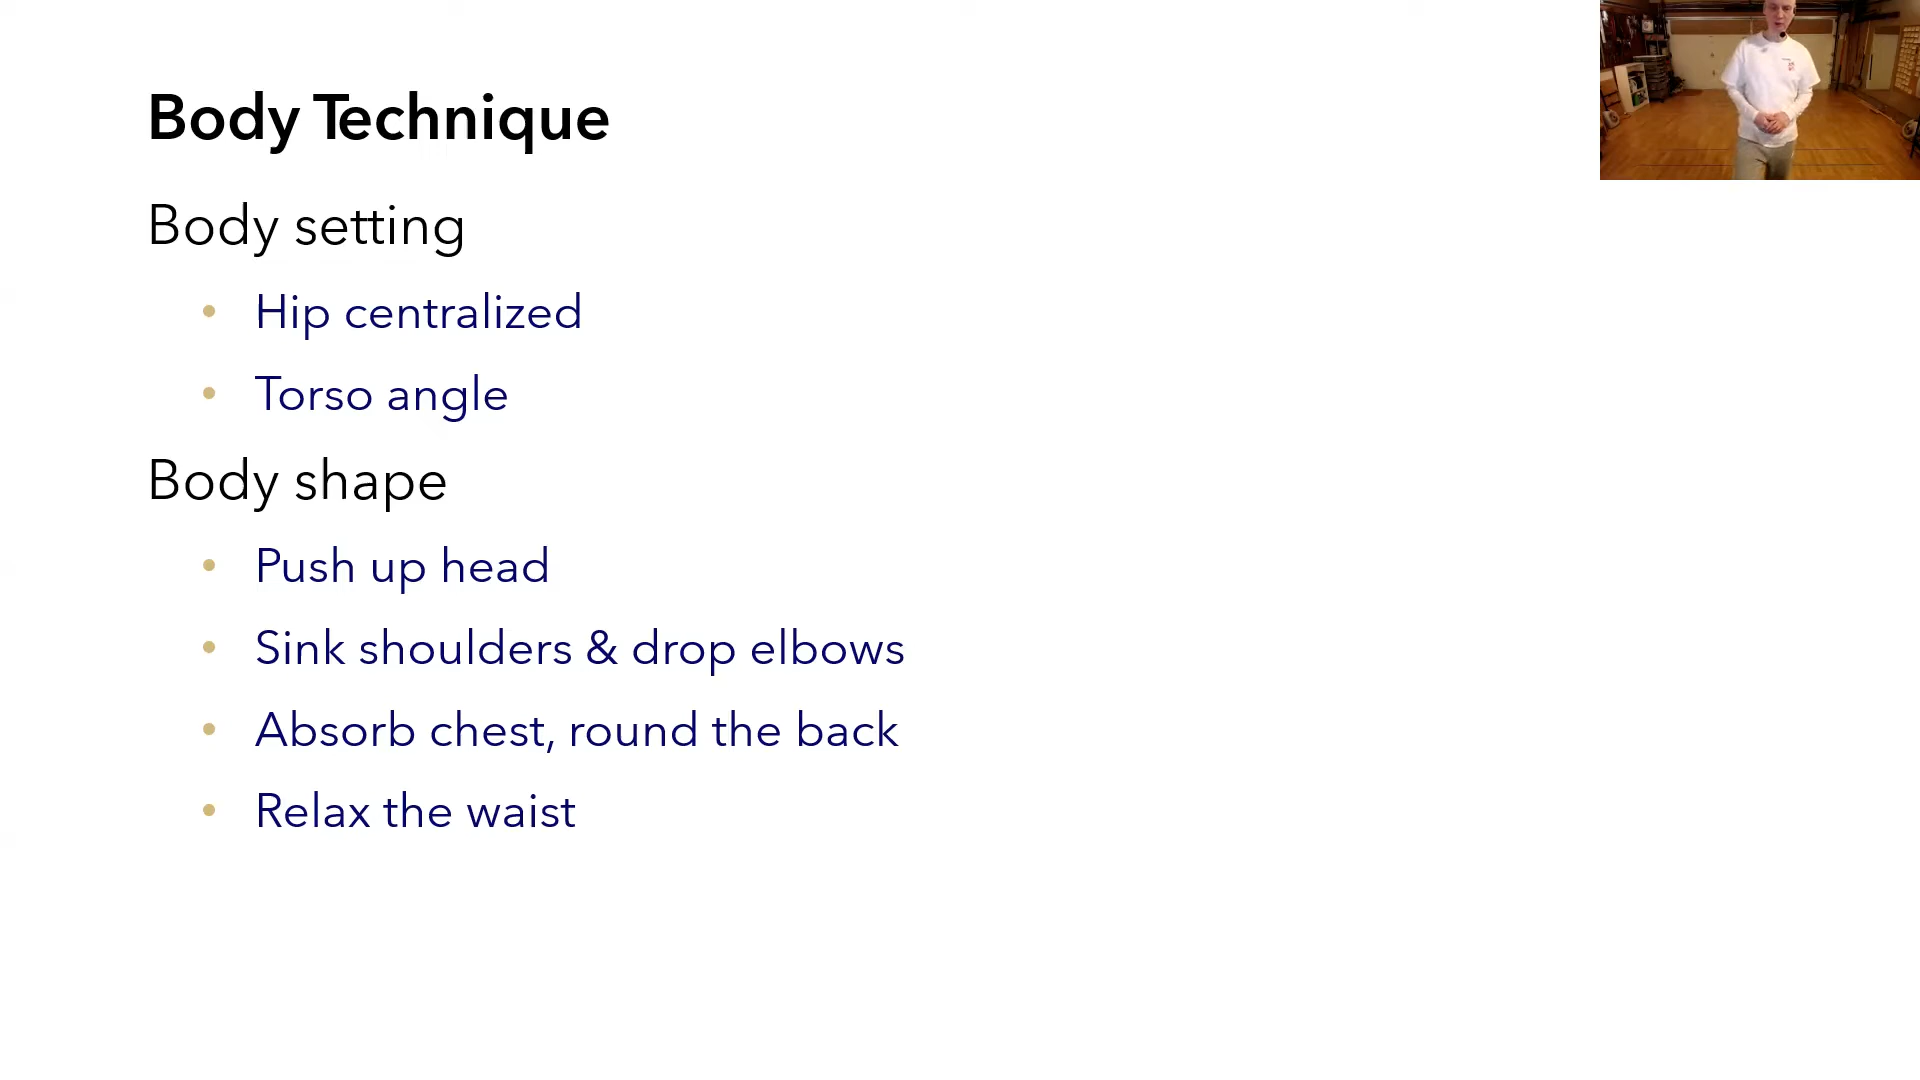 Body Technique
Body setting
• Hip centralized
• Torso angle
Body shape
• Push up head
• Sink shoulders & drop elbows
• Absorb chest, round the back
• Relax the waist